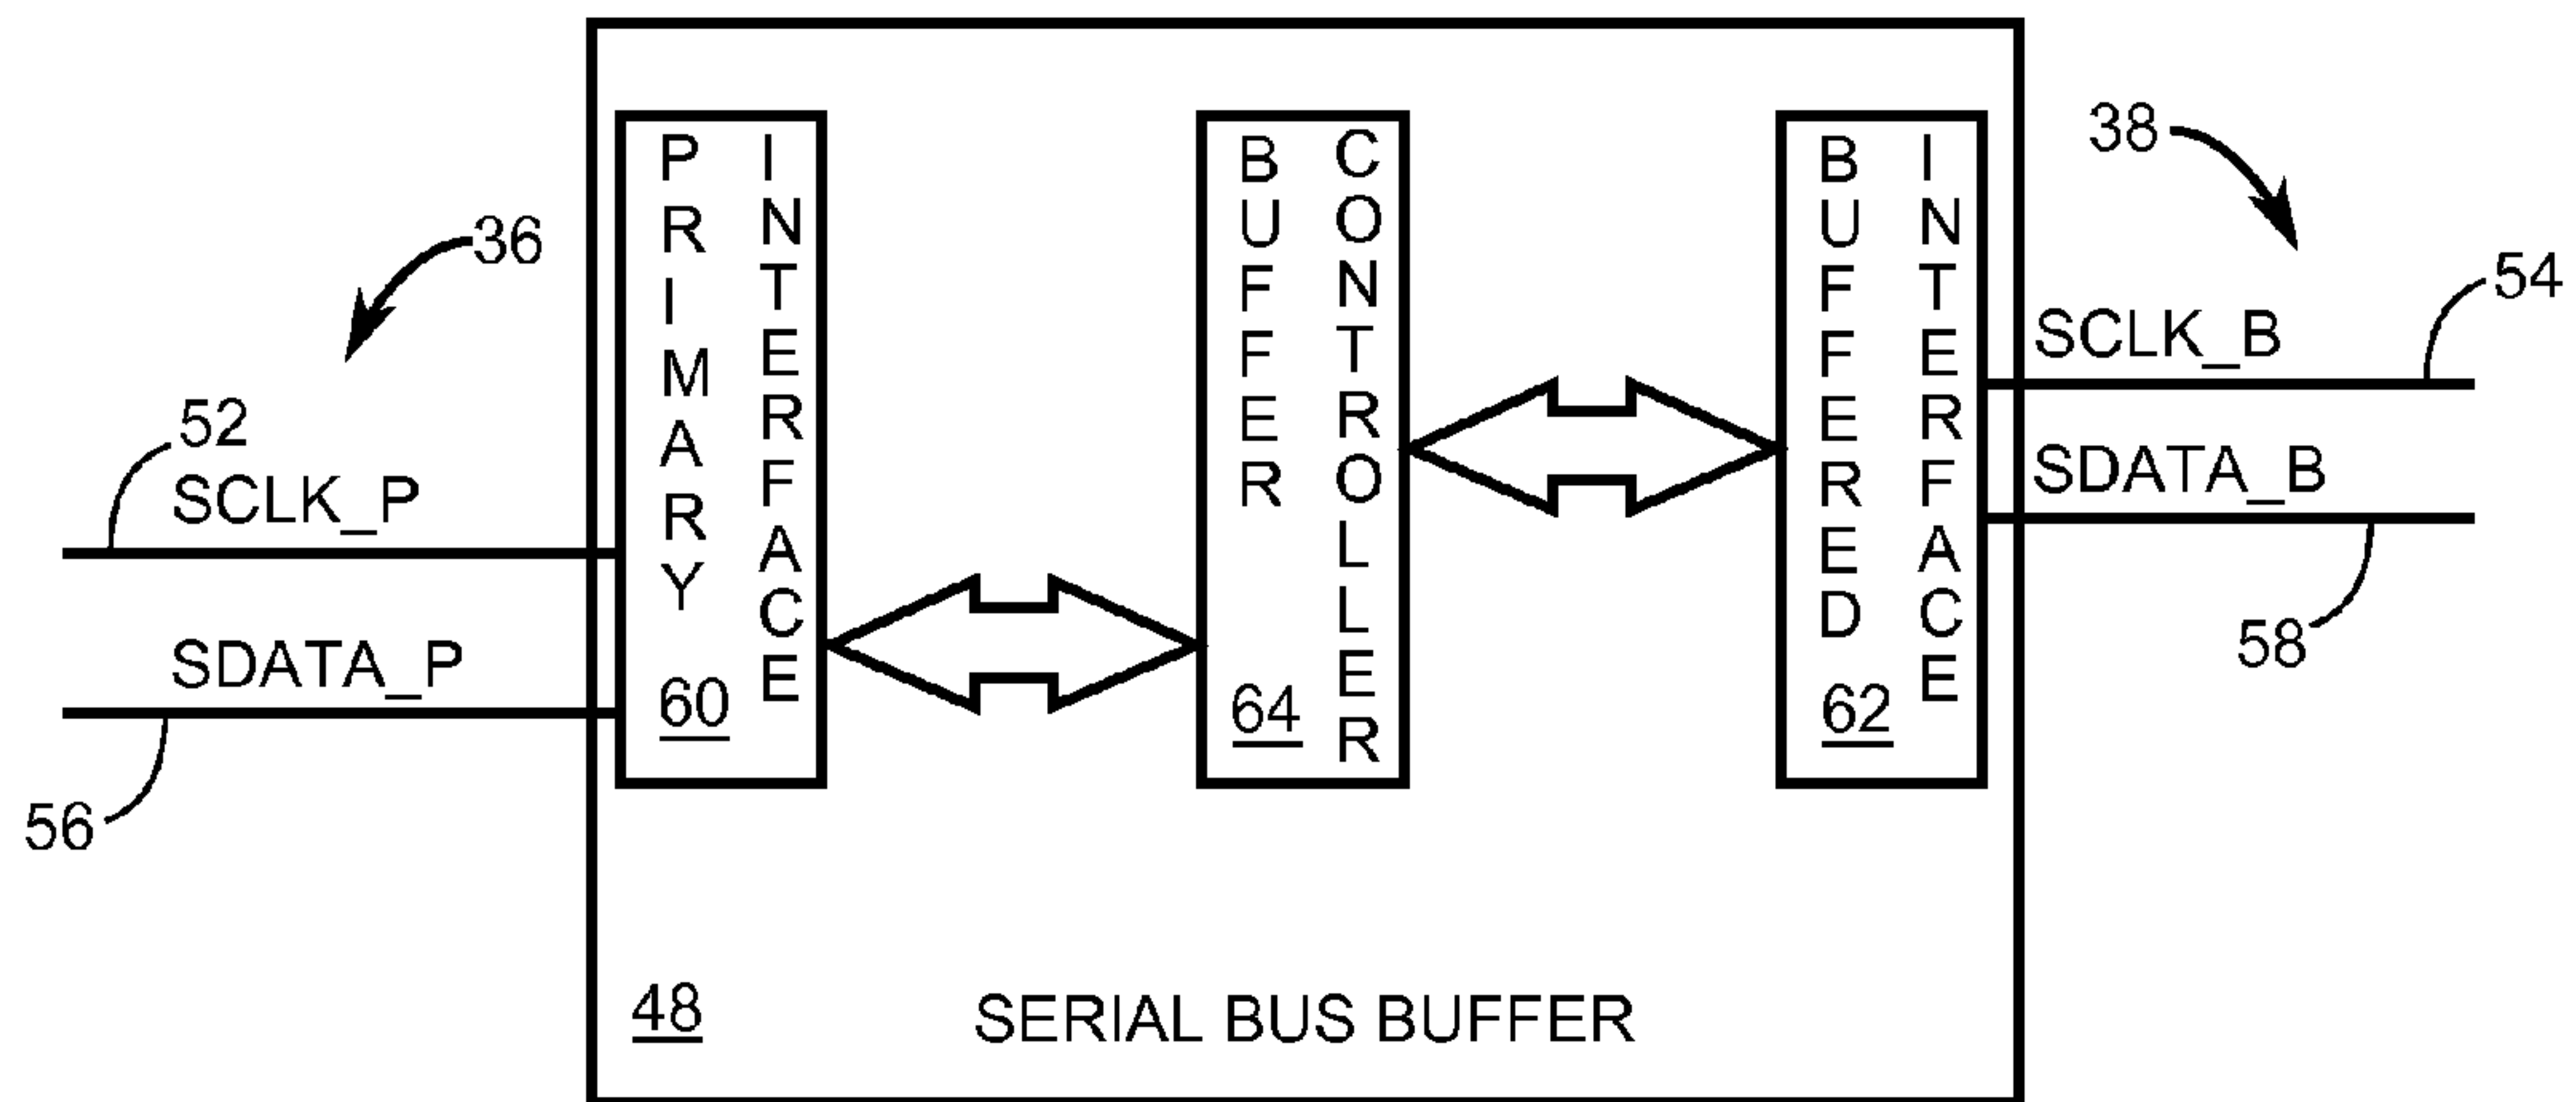 36
52
SCLK_P
SDATA_P
56
PRIMARY
INTERFACE
60
BUFFER
CONTROLLER
64
BUFFERED
INTERFACE
62
38
54
SCLK_B
SDATA_B
58
48
SERIAL BUS BUFFER